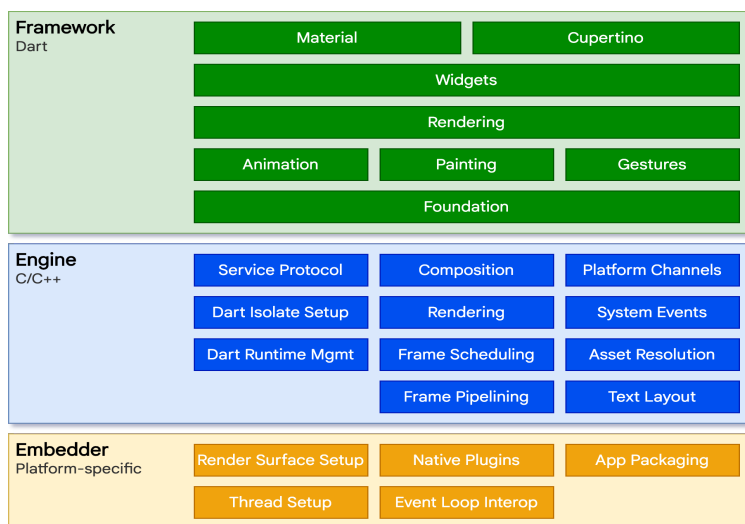 Framework
Dart
Material
Cupertino
Widgets
Rendering
Animation
Painting
Gestures
Foundation
Engine
C/C++
Service Protocol
Composition
Platform Channels
Dart Isolate Setup
Rendering
System Events
Dart Runtime Mgmt
Frame Scheduling
Asset Resolution
Frame Pipelining
Text Layout
Embedder
Platform-specific
Render Surface Setup
Native Plugins
App Packaging
Thread Setup
Event Loop Interop